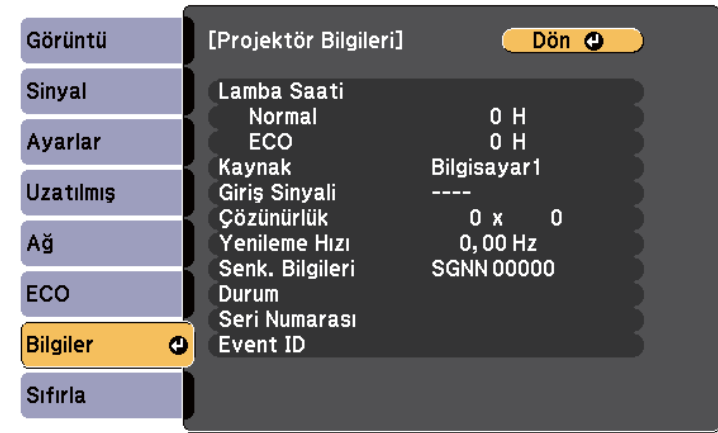 Görüntü
Sinyal
Ayarlar
Uzatılmış
Ağ
ECO
Bilgiler
Sıfırla
[Projektör Bilgileri] Dön
Lamba Saati
Normal 0 H
ECO 0 H
Kaynak Bilgisayar1
Giriş Sinyali ----
Çözünürlük 0 x 0
Yenileme Hızı 0,00 Hz
Senk. Bilgileri SGNN 00000
Durum
Seri Numarası
Event ID